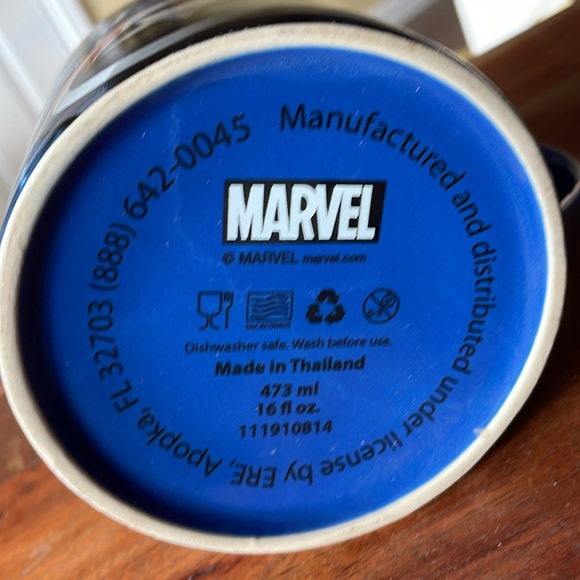 Manufactured and distributed under license by ERE, Apopka, FL 32703 (888) 642-0045
MARVEL
© MARVEL marvel.com
MICROWAVE
Dishwasher safe. Wash before use.
Made in Thailand
473 ml
16 fl oz.
111910814